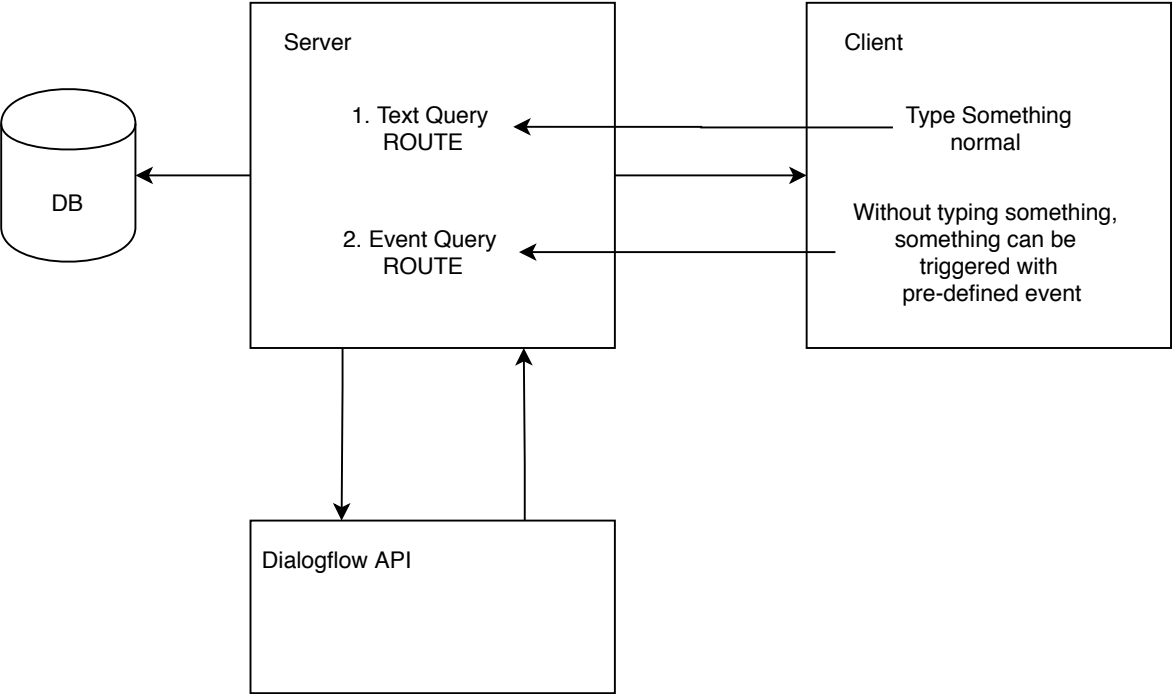 Server
Client
1. Text Query
ROUTE
Type Something
normal
DB
2. Event Query
ROUTE
Without typing something,
something can be
triggered with
pre-defined event
Dialogflow API